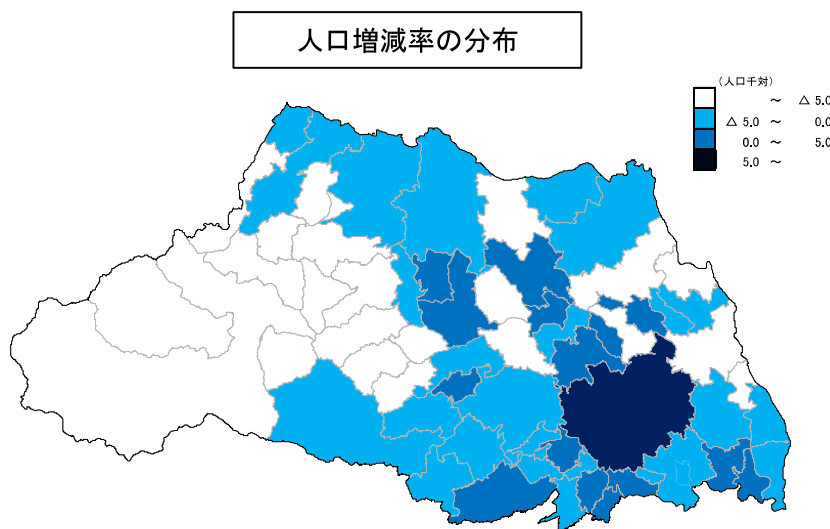 人口増減率の分布
（人口千対）
～ △ 5.0
△ 5.0 ～ 0.0
0.0 ～ 5.0
5.0 ～